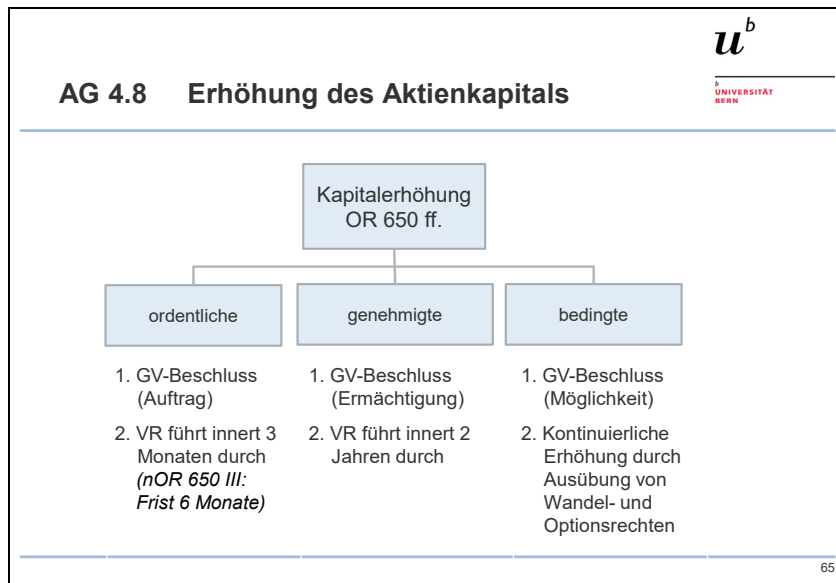 u^b
b
UNIVERSITÄT
BERN
AG 4.8 Erhöhung des Aktienkapitals
Kapitalerhöhung
OR 650 ff.
ordentliche
genehmigte
bedingte
1. GV-Beschluss
(Auftrag)
2. VR führt innert 3
Monaten durch
(nOR 650 III:
Frist 6 Monate)
1. GV-Beschluss
(Ermächtigung)
2. VR führt innert 2
Jahren durch
1. GV-Beschluss
(Möglichkeit)
2. Kontinuierliche
Erhöhung durch
Ausübung von
Wandel- und
Optionsrechten
65